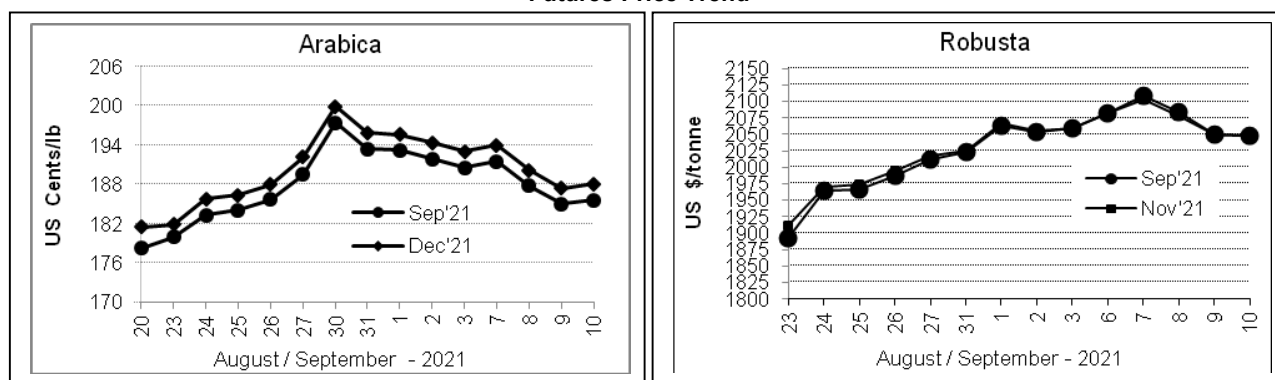 Arabica
206
200
194
188
182
176
170
US Cents/lb
Sep'21
Dec'21
20 23 24 25 26 27 30 31 1 2 3 7 8 9 10
August / September - 2021
Robusta
2150
2125
2100
2075
2050
2025
2000
1975
1950
1925
1900
1875
1850
1825
1800
US $/tonne
Sep'21
Nov'21
23 24 25 26 27 31 1 2 3 6 7 8 9 10
August / September - 2021